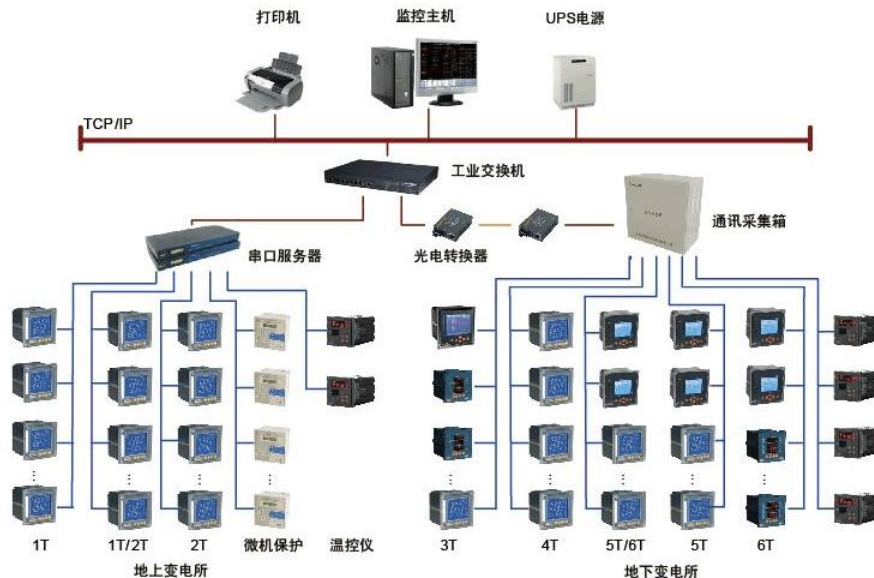 打印机
监控主机
UPS电源
TCP/IP
工业交换机
通讯采集箱
串口服务器
光电转换器
1T
1T/2T
2T
微机保护
温控仪
3T
4T
5T/6T
5T
6T
地上变电所
地下变电所